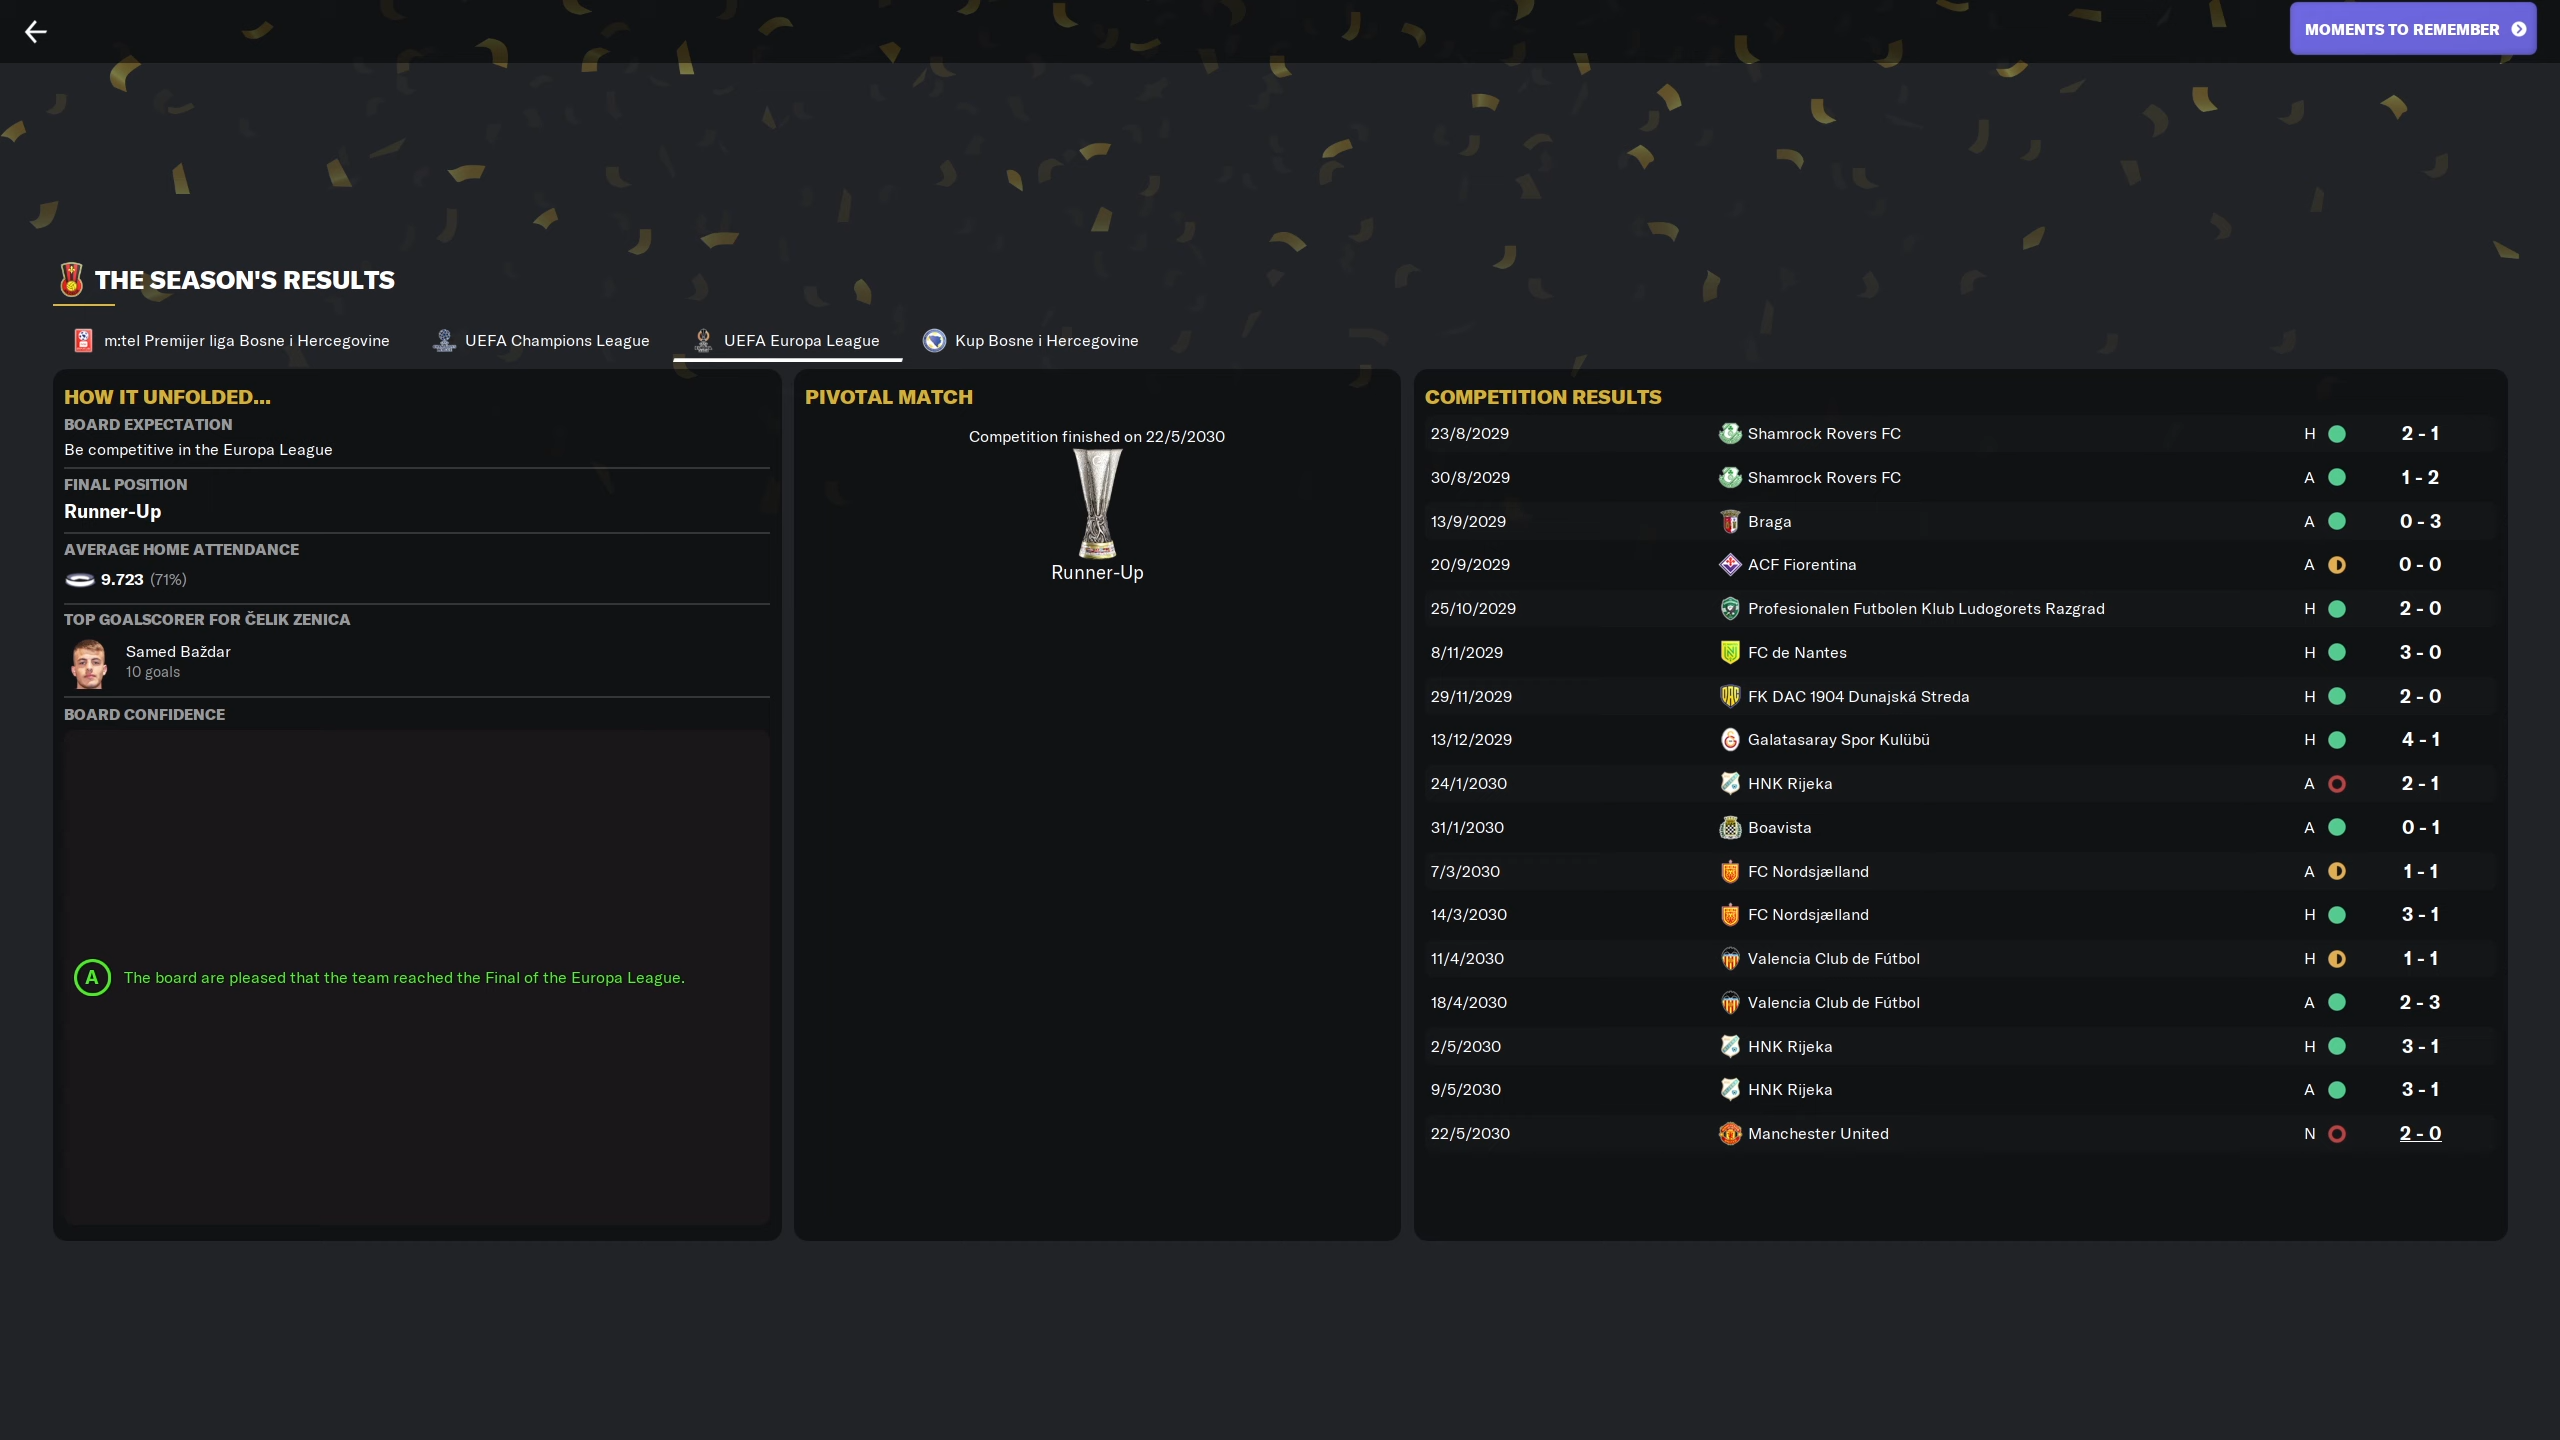 MOMENTS TO REMEMBER
THE SEASON'S RESULTS
m:tel Premijer liga Bosne i Hercegovine
UEFA Champions League
UEFA Europa League
Kup Bosne i Hercegovine
HOW IT UNFOLDED...
BOARD EXPECTATION
Be competitive in the Europa League
FINAL POSITION
Runner-Up
AVERAGE HOME ATTENDANCE
9.723 (71%)
TOP GOALSCORER FOR ČELIK ZENICA
Samed Baždar
10 goals
BOARD CONFIDENCE
A The board are pleased that the team reached the Final of the Europa League.
PIVOTAL MATCH
Competition finished on 22/5/2030
Runner-Up
COMPETITION RESULTS
23/8/2029 Shamrock Rovers FC H 2 - 1
30/8/2029 Shamrock Rovers FC A 1 - 2
13/9/2029 Braga A 0 - 3
20/9/2029 ACF Fiorentina A 0 - 0
25/10/2029 Profesionalen Futbolen Klub Ludogorets Razgrad H 2 - 0
8/11/2029 FC de Nantes H 3 - 0
29/11/2029 FK DAC 1904 Dunajská Streda H 2 - 0
13/12/2029 Galatasaray Spor Kulübü H 4 - 1
24/1/2030 HNK Rijeka A 2 - 1
31/1/2030 Boavista A 0 - 1
7/3/2030 FC Nordsjælland A 1 - 1
14/3/2030 FC Nordsjælland H 3 - 1
11/4/2030 Valencia Club de Fútbol H 1 - 1
18/4/2030 Valencia Club de Fútbol A 2 - 3
2/5/2030 HNK Rijeka H 3 - 1
9/5/2030 HNK Rijeka A 3 - 1
22/5/2030 Manchester United N 2 - 0